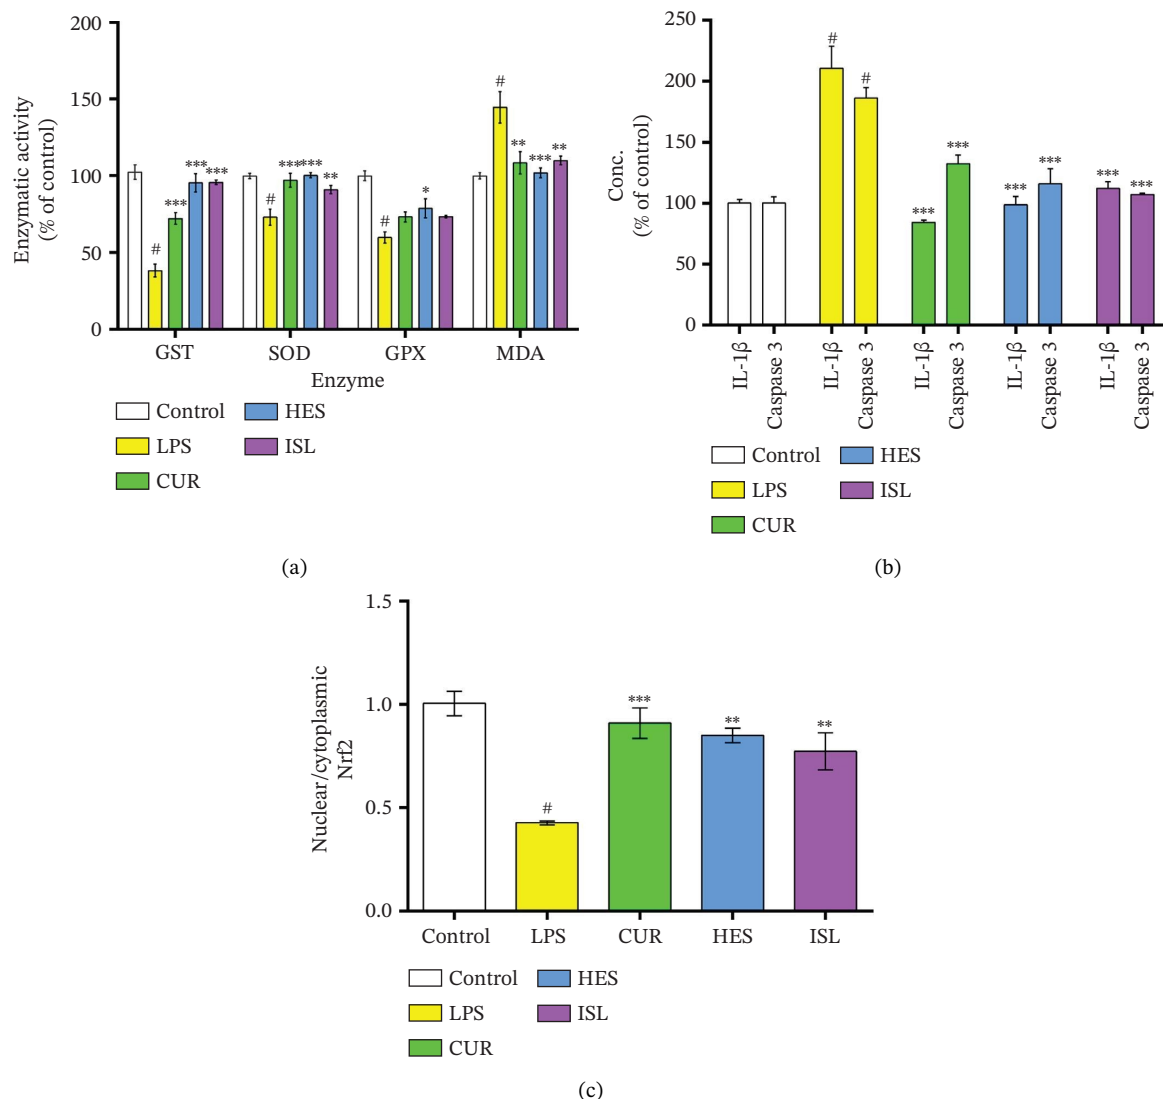 200
150
100
50
0
Enzymatic activity
(% of control)
#
***
***
***
#
***
***
**
#
*
#
**
***
**
GST SOD GPX MDA
Enzyme
Control HES
LPS ISL
CUR
(a)
250
200
150
100
50
0
Conc.
(% of control)
#
#
***
***
***
***
***
***
IL-1β Caspase 3 IL-1β Caspase 3 IL-1β Caspase 3 IL-1β Caspase 3 IL-1β Caspase 3
Control HES
LPS ISL
CUR
(b)
1.5
1.0
0.5
0.0
Nuclear/cytoplasmic
Nrf2
#
***
**
**
Control LPS CUR HES ISL
Control HES
LPS ISL
CUR
(c)